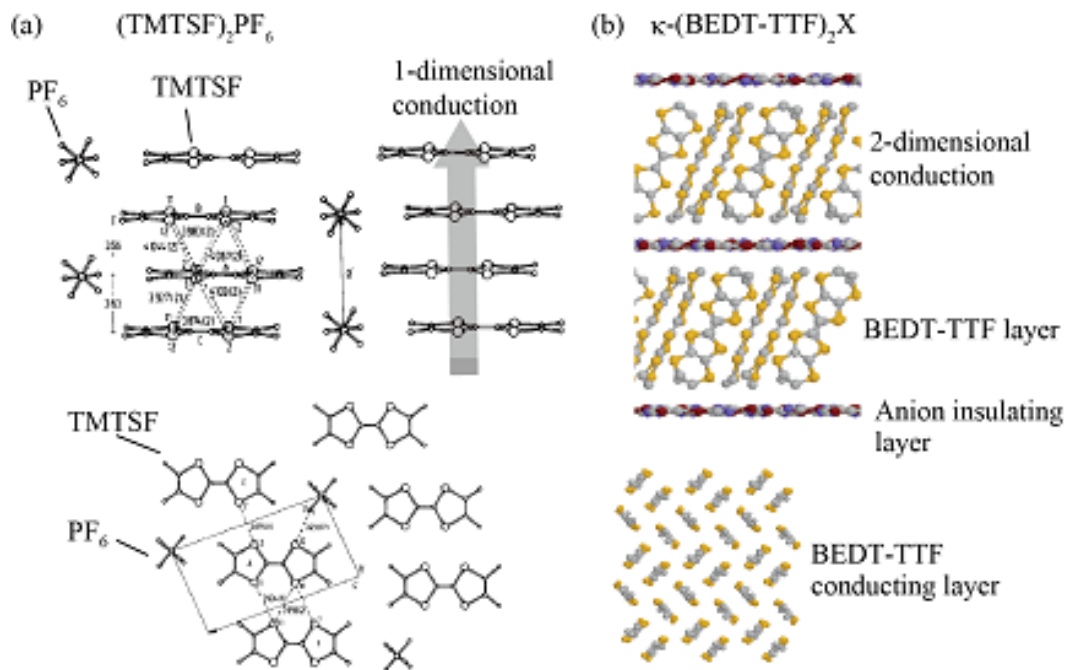 (a) (TMTSF)₂PF₆
PF₆
TMTSF
1-dimensional
conduction
TMTSF
PF₆
(b) κ-(BEDT-TTF)₂X
2-dimensional
conduction
BEDT-TTF layer
Anion insulating
layer
BEDT-TTF
conducting layer